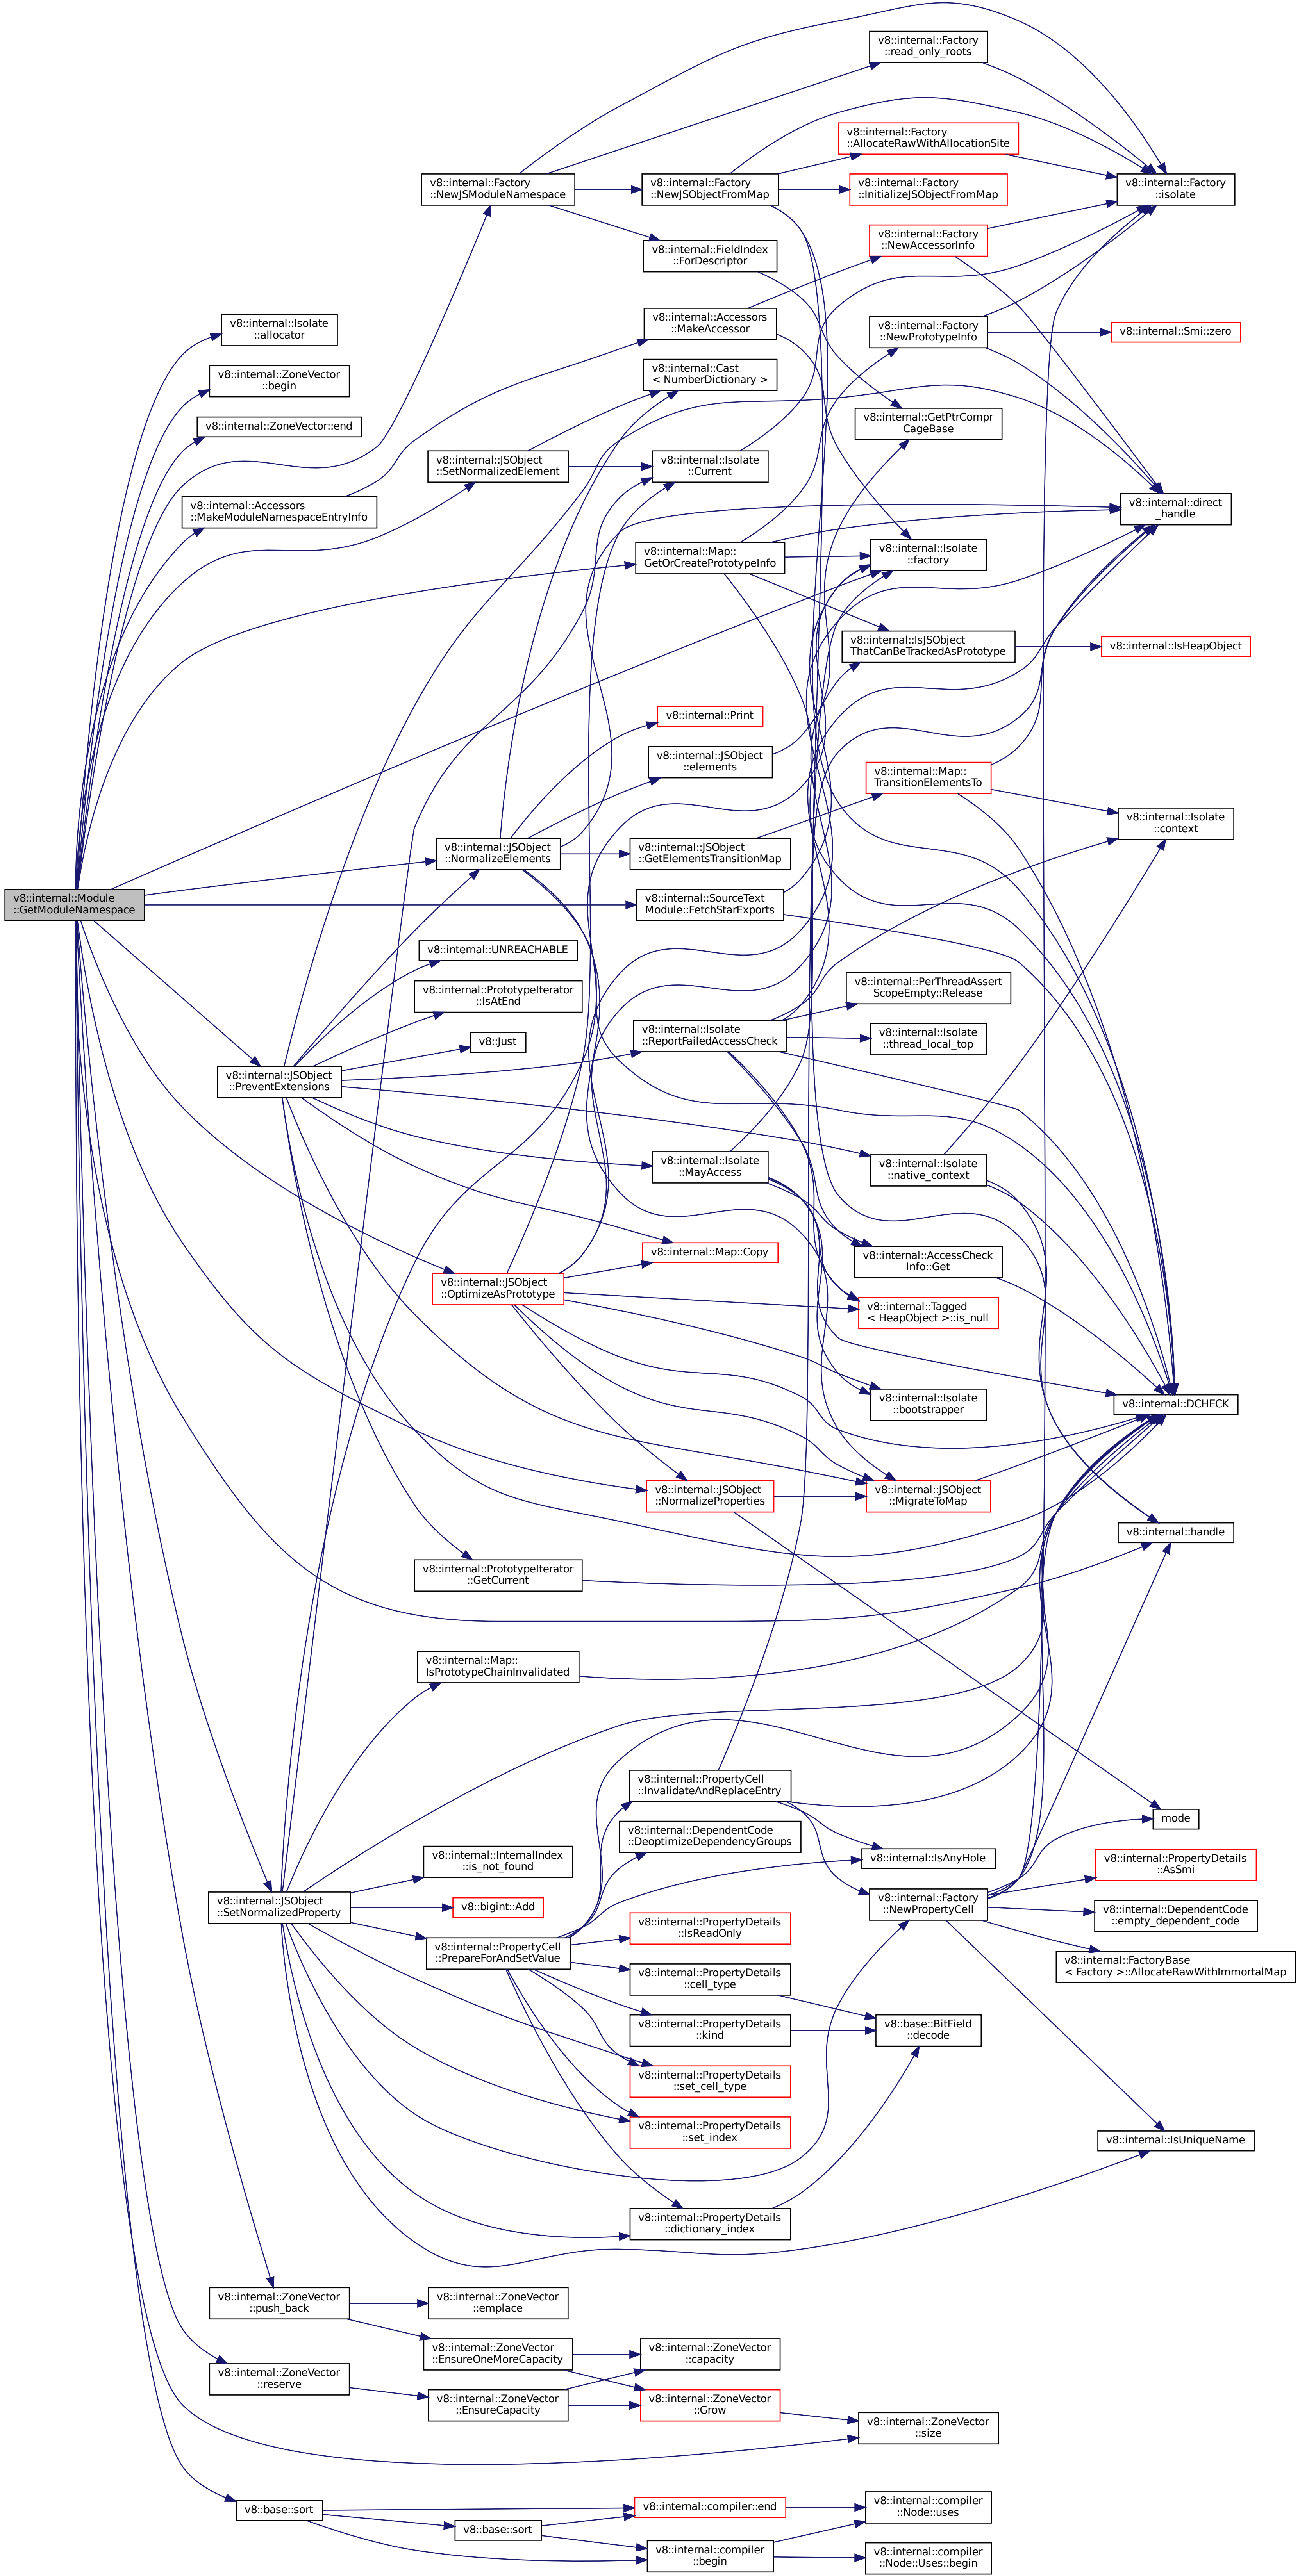 v8::internal::Module
::GetModuleNamespace
v8::internal::Isolate
::allocator
v8::internal::ZoneVector
::begin
v8::internal::ZoneVector::end
v8::internal::Accessors
::MakeModuleNamespaceEntryInfo
v8::internal::JSObject
::PreventExtensions
v8::internal::JSObject
::SetNormalizedProperty
v8::internal::ZoneVector
::push_back
v8::internal::ZoneVector
::reserve
v8::base::sort
v8::internal::Factory
::NewJSModuleNamespace
v8::internal::JSObject
::SetNormalizedElement
v8::internal::JSObject
::NormalizeElements
v8::internal::UNREACHABLE
v8::internal::PrototypeIterator
::IsAtEnd
v8::Just
v8::internal::JSObject
::OptimizeAsPrototype
v8::internal::PrototypeIterator
::GetCurrent
v8::internal::Map::
IsPrototypeChainInvalidated
v8::internal::InternalIndex
::is_not_found
v8::bigint::Add
v8::internal::PropertyCell
::PrepareForAndSetValue
v8::internal::ZoneVector
::emplace
v8::internal::ZoneVector
::EnsureOneMoreCapacity
v8::internal::ZoneVector
::EnsureCapacity
v8::base::sort
v8::internal::Factory
::NewJSObjectFromMap
v8::internal::FieldIndex
::ForDescriptor
v8::internal::Accessors
::MakeAccessor
v8::internal::Cast
< NumberDictionary >
v8::internal::Isolate
::Current
v8::internal::Map::
GetOrCreatePrototypeInfo
v8::internal::Print
v8::internal::JSObject
::elements
v8::internal::JSObject
::GetElementsTransitionMap
v8::internal::SourceText
Module::FetchStarExports
v8::internal::Isolate
::ReportFailedAccessCheck
v8::internal::Isolate
::MayAccess
v8::internal::Map::Copy
v8::internal::JSObject
::NormalizeProperties
v8::internal::PropertyCell
::InvalidateAndReplaceEntry
v8::internal::DependentCode
::DeoptimizeDependencyGroups
v8::internal::PropertyDetails
::IsReadOnly
v8::internal::PropertyDetails
::cell_type
v8::internal::PropertyDetails
::kind
v8::internal::PropertyDetails
::set_cell_type
v8::internal::PropertyDetails
::set_index
v8::internal::PropertyDetails
::dictionary_index
v8::internal::ZoneVector
::capacity
v8::internal::ZoneVector
::Grow
v8::internal::compiler::end
v8::internal::compiler
::begin
v8::internal::Factory
::read_only_roots
v8::internal::Factory
::AllocateRawWithAllocationSite
v8::internal::Factory
::InitializeJSObjectFromMap
v8::internal::Factory
::NewAccessorInfo
v8::internal::Factory
::NewPrototypeInfo
v8::internal::GetPtrCompr
CageBase
v8::internal::Isolate
::factory
v8::internal::IsJSObject
ThatCanBeTrackedAsPrototype
v8::internal::Map::
TransitionElementsTo
v8::internal::PerThreadAssert
ScopeEmpty::Release
v8::internal::Isolate
::thread_local_top
v8::internal::Isolate
::native_context
v8::internal::AccessCheck
Info::Get
v8::internal::Tagged
< HeapObject >::is_null
v8::internal::Isolate
::bootstrapper
v8::internal::JSObject
::MigrateToMap
v8::internal::IsAnyHole
v8::internal::Factory
::NewPropertyCell
v8::base::BitField
::decode
v8::internal::ZoneVector
::size
v8::internal::compiler
::Node::uses
v8::internal::compiler
::Node::Uses::begin
v8::internal::Factory
::isolate
v8::internal::Smi::zero
v8::internal::direct
_handle
v8::internal::IsHeapObject
v8::internal::Isolate
::context
v8::internal::DCHECK
v8::internal::handle
mode
v8::internal::PropertyDetails
::AsSmi
v8::internal::DependentCode
::empty_dependent_code
v8::internal::FactoryBase
< Factory >::AllocateRawWithImmortalMap
v8::internal::IsUniqueName